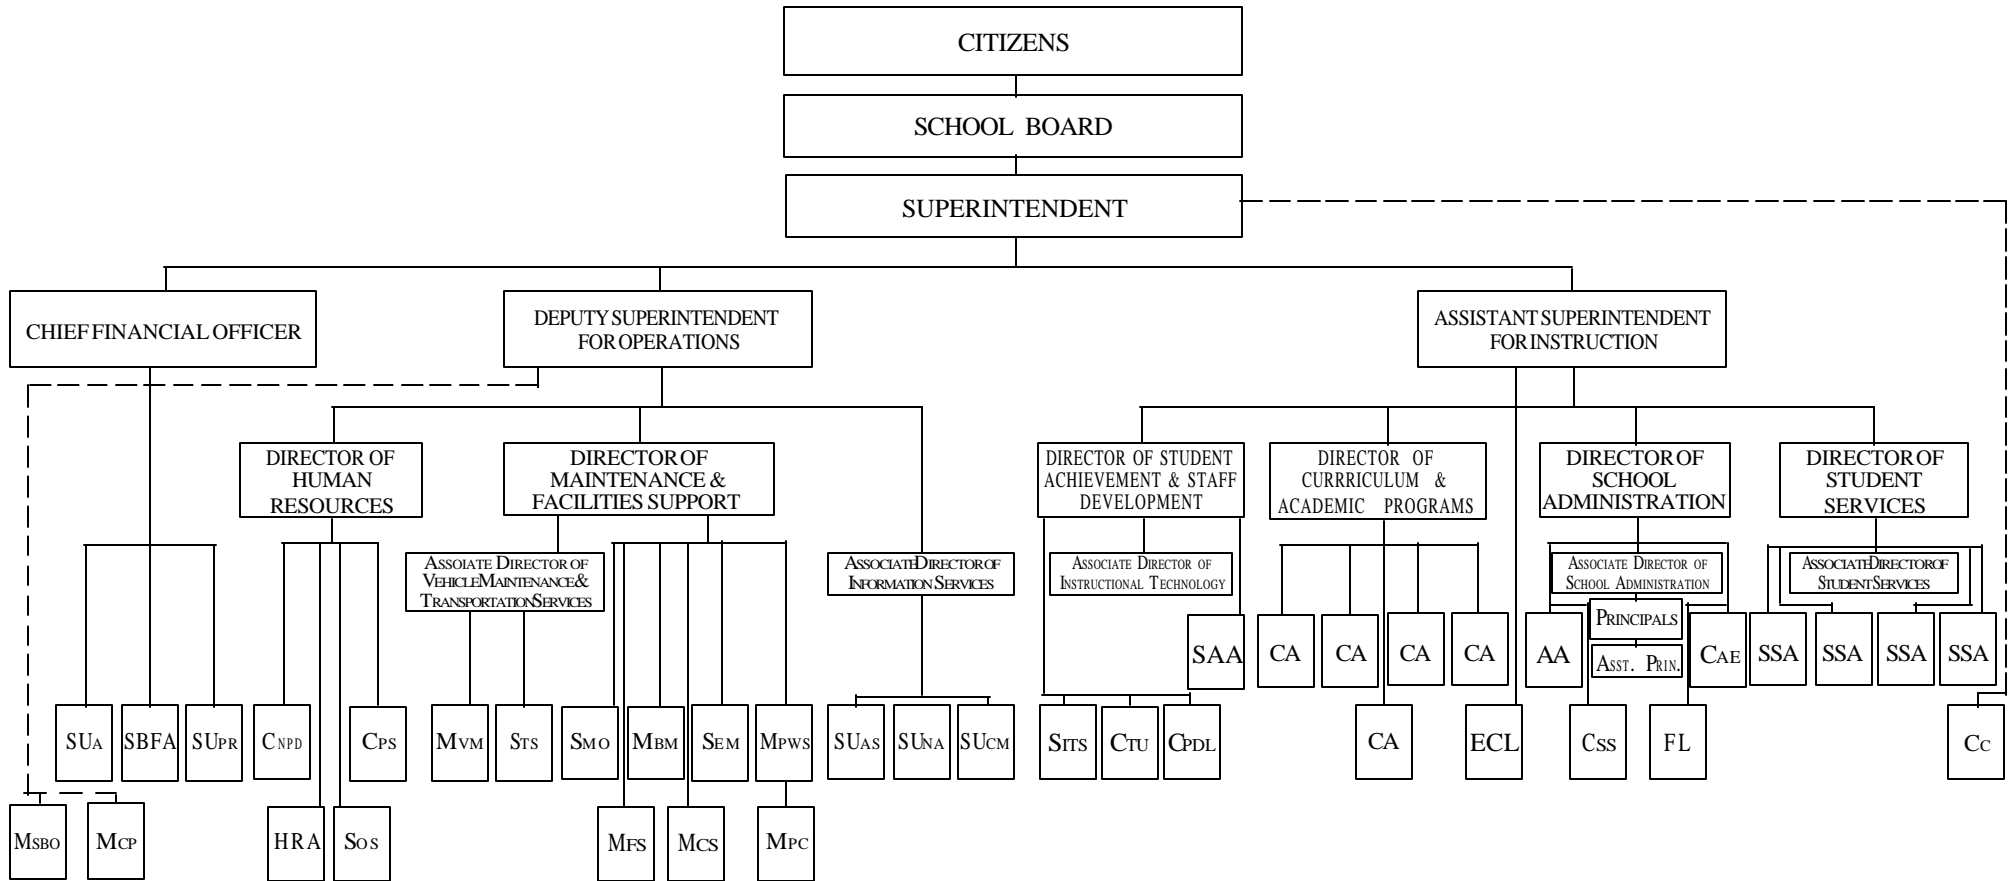 CITIZENS
SCHOOL BOARD
SUPERINTENDENT
CHIEF FINANCIAL OFFICER
DEPUTY SUPERINTENDENT
FOR OPERATIONS
ASSISTANT SUPERINTENDENT
FOR INSTRUCTION
DIRECTOR OF
HUMAN
RESOURCES
DIRECTOR OF
MAINTENANCE &
FACILITIES SUPPORT
DIRECTOR OF STUDENT
ACHIEVEMENT & STAFF
DEVELOPMENT
DIRECTOR OF
CURRRICULUM &
ACADEMIC PROGRAMS
DIRECTOR OF
SCHOOL
ADMINISTRATION
DIRECTOR OF
STUDENT
SERVICES
ASSOIATE DIRECTOR OF
VEHICLE MAINTENANCE &
TRANSPORTATION SERVICES
ASSOCIATE DIRECTOR OF
INFORMATION SERVICES
ASSOCIATE DIRECTOR OF
INSTRUCTIONAL TECHNOLOGY
ASSOCIATE DIRECTOR OF
SCHOOL ADMINISTRATION
ASSOCIATE DIRECTOR OF
STUDENT SERVICES
PRINCIPALS
ASST. PRIN.
SAA
CA
CA
CA
CA
AA
CAE
SSA
SSA
SSA
SSA
SUA
SBFA
SUPR
CNPD
CPS
MVM
STS
SMO
MBM
SEM
MPWS
SUAS
SUNA
SUCM
SITS
CTU
CPDL
CA
ECL
CSS
FL
CC
MSBO
MCP
HRA
SOS
MFS
MCS
MPC